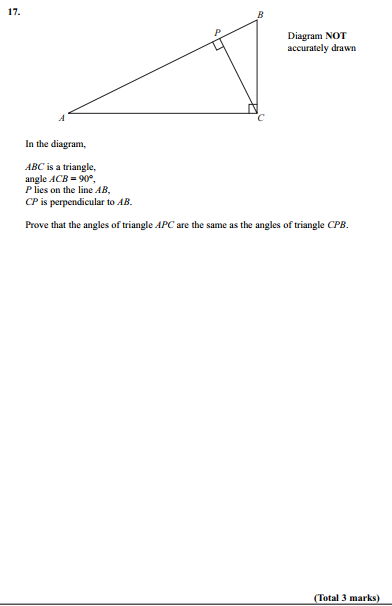 17.
B
P
Diagram NOT
accurately drawn
A
C
In the diagram,
ABC is a triangle,
angle ACB = 90°,
P lies on the line AB,
CP is perpendicular to AB.
Prove that the angles of triangle APC are the same as the angles of triangle CPB.
(Total 3 marks)